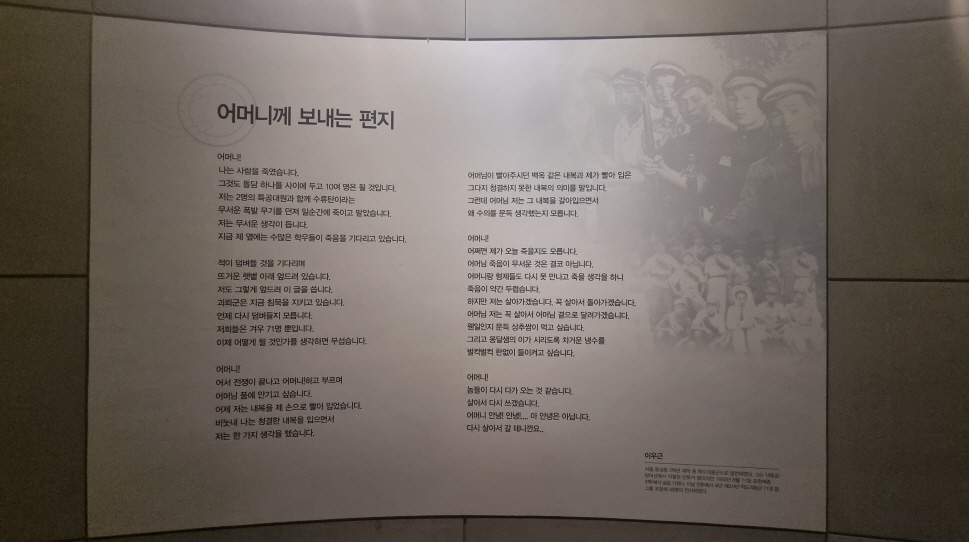 어머니께 보내는 편지
어머니!
나는 사람을 죽였습니다.
그것도 돌담 하나를 사이에 두고 10여 명은 될 것입니다.
저는 2명의 특공대원과 함께 수류탄이라는
무서운 폭발 무기를 던져 일순간에 죽이고 말았습니다.
저는 무서운 생각이 듭니다.
지금 제 옆에는 수많은 학우들이 죽음을 기다리고 있습니다.
적이 덤벼들 것을 기다리며
뜨거운 햇볕 아래 엎드려 있습니다.
저도 그렇게 엎드려 이 글을 씁니다.
괴뢰군은 지금 침묵을 지키고 있습니다.
언제 다시 덤벼들지 모릅니다.
저희들은 겨우 71명 뿐입니다.
이제 어떻게 될 것인가를 생각하면 무섭습니다.
어머니!
어서 전쟁이 끝나고 어머니!하고 부르며
어머님 품에 안기고 싶습니다.
어제 저는 내복을 제 손으로 빨아 입었습니다.
비눗내 나는 청결한 내복을 입으면서
저는 한 가지 생각을 했습니다.
어머님이 빨아주시던 백옥 같은 내복과 제가 빨아 입은
그다지 청결하지 못한 내복의 의미를 말입니다.
그런데 어머님 저는 그 내복을 갈아입으면서
왜 수의를 문득 생각했는지 모릅니다.
어머니!
어쩌면 제가 오늘 죽을지도 모릅니다.
어머님 죽음이 무서운 것은 결코 아닙니다.
어머니랑 형제들도 다시 못 만나고 죽을 생각을 하니
죽음이 약간 두렵습니다.
하지만 저는 살아가겠습니다. 꼭 살아서 돌아가겠습니다.
어머님 저는 꼭 살아서 어머님 곁으로 달려가겠습니다.
웬일인지 문득 상추쌈이 먹고 싶습니다.
그리고 옹달샘의 이가 시리도록 차가운 냉수를
벌컥벌컥 한없이 들이켜고 싶습니다.
어머니!
놈들이 다시 다가 오는 것 같습니다.
살아서 다시 쓰겠습니다.
어머니 안녕! 안녕!.... 아 안녕은 아닙니다.
다시 살아서 갈 테니깐요..
이우근